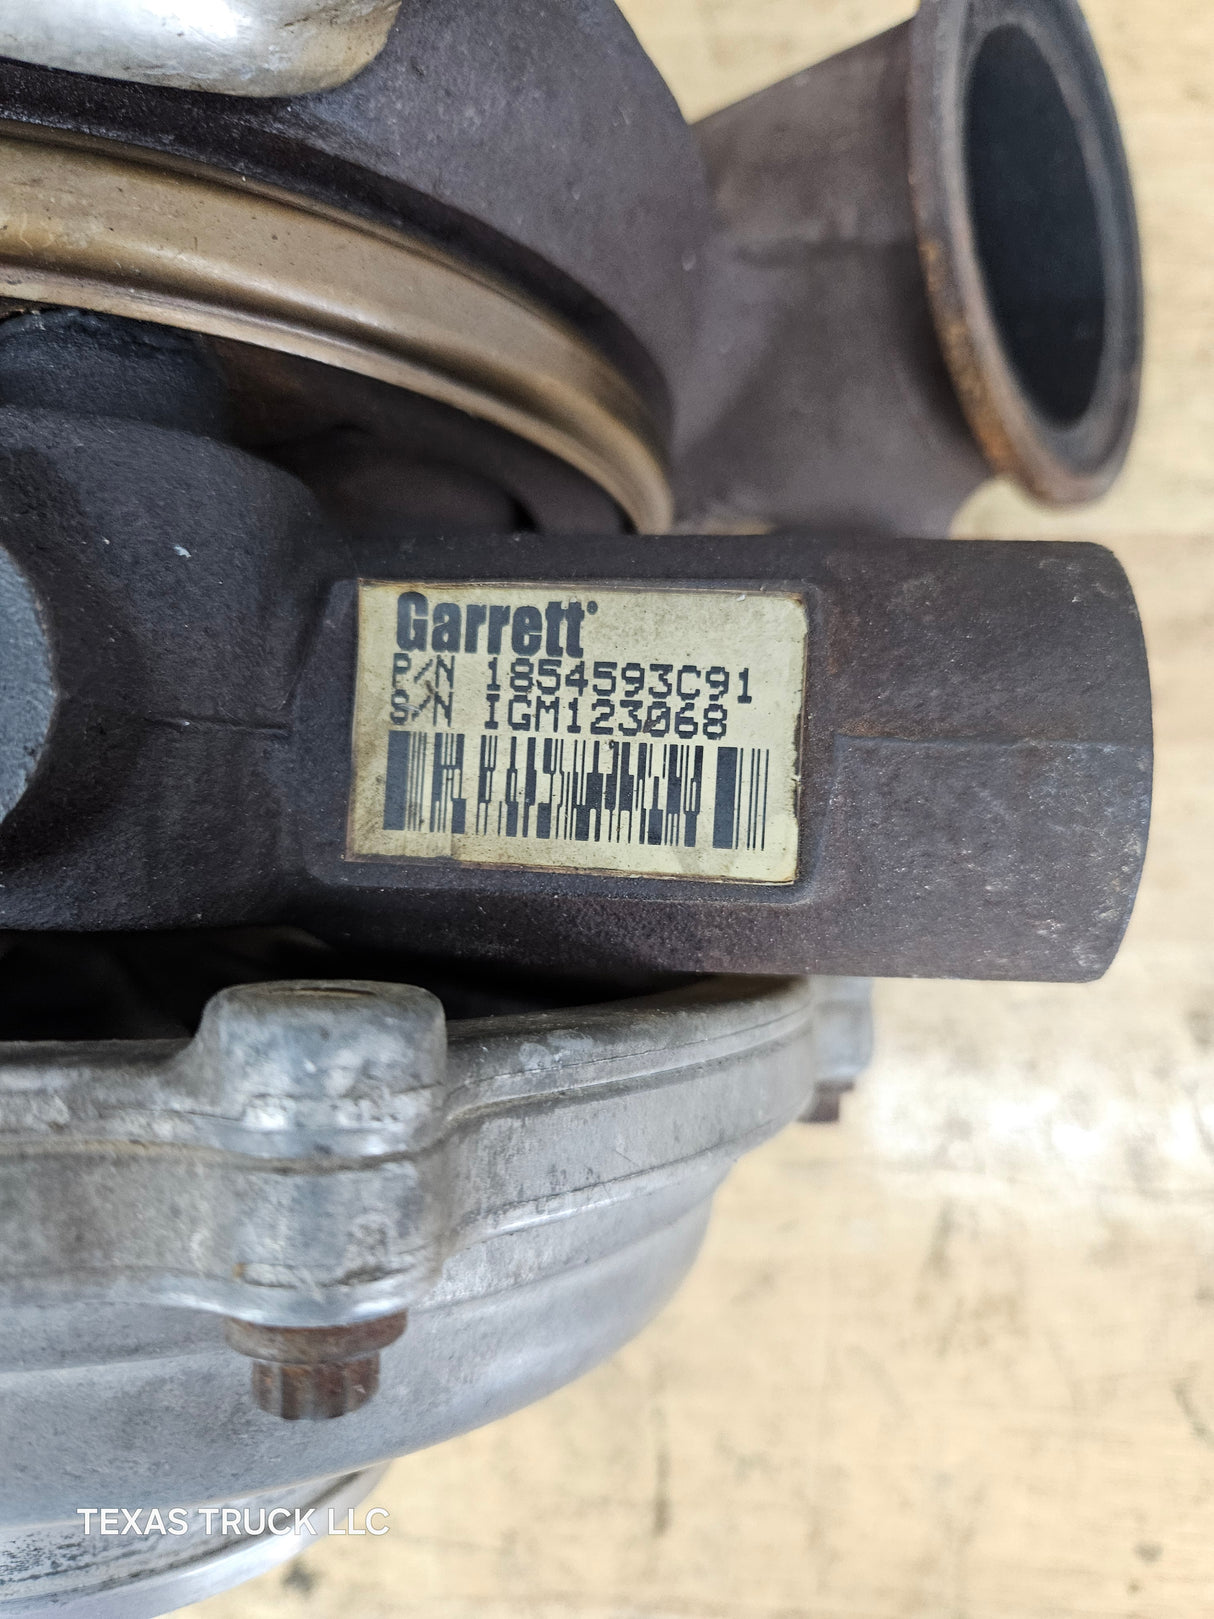 Garrett®
P/N 1854593C91
S/N IGM123068
TEXAS TRUCK LLC